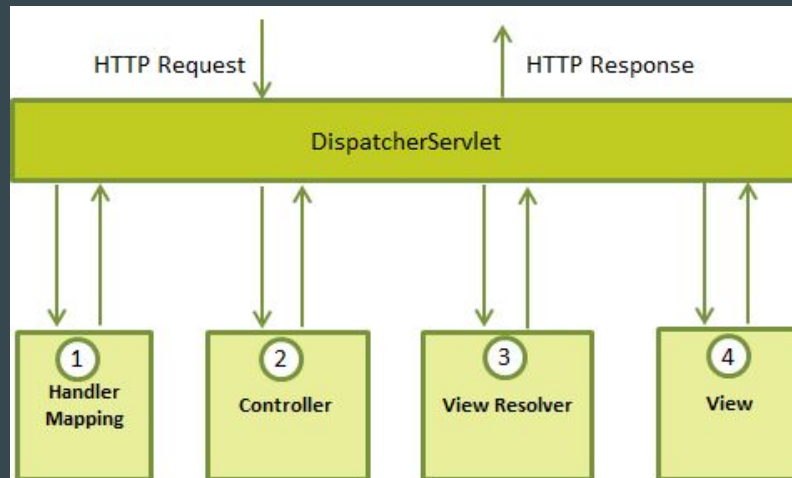 HTTP Request
HTTP Response
DispatcherServlet
1
Handler
Mapping
2
Controller
3
View Resolver
4
View